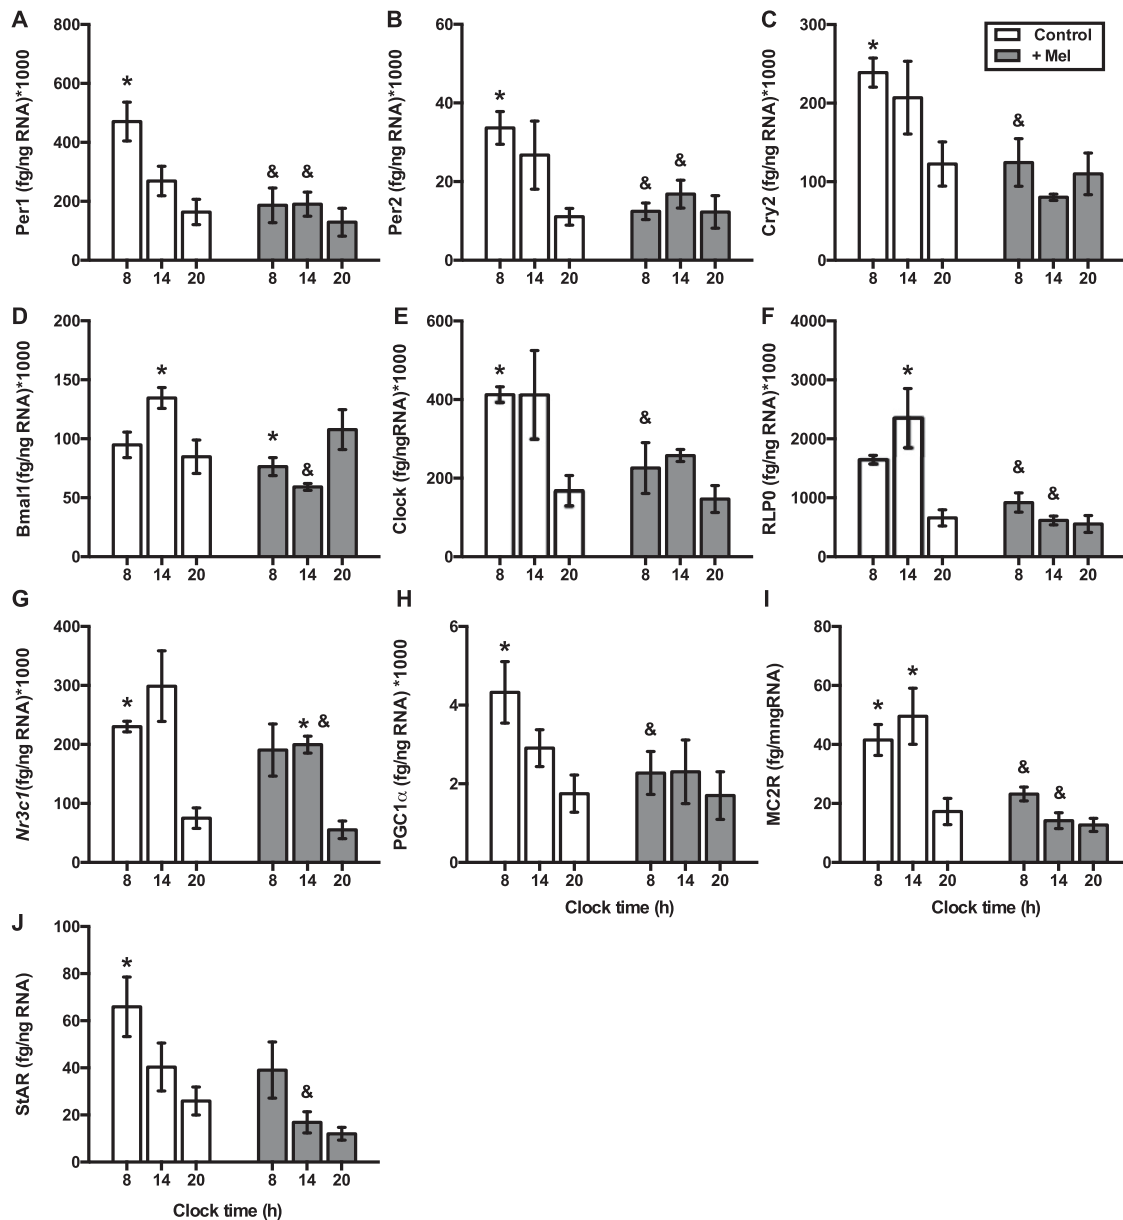 A
Per1 (fg/ng RNA)*1000
800
600
400
200
0
*
& &
8 14 20 8 14 20
B
Per2 (fg/ng RNA)*1000
60
40
20
0
*
& &
8 14 20 8 14 20
C
Cry2 (fg/ng RNA)*1000
300
200
100
0
*
&
8 14 20 8 14 20
Control
+ Mel
D
Bmal1(fg/ng RNA)*1000
200
150
100
50
0
*
* &
8 14 20 8 14 20
E
Clock (fg/ngRNA)*1000
600
400
200
0
*
&
8 14 20 8 14 20
F
RLP0 (fg/ng RNA)*1000
4000
3000
2000
1000
0
*
& &
8 14 20 8 14 20
G
Nr3c1(fg/ng RNA)*1000
400
300
200
100
0
*
* &
8 14 20 8 14 20
H
PGC1α (fg/ng RNA) *1000
6
4
2
0
*
&
8 14 20 8 14 20
Clock time (h)
I
MC2R (fg/mngRNA)
80
60
40
20
0
* *
& &
8 14 20 8 14 20
Clock time (h)
J
StAR (fg/ng RNA)
100
80
60
40
20
0
*
&
8 14 20 8 14 20
Clock time (h)